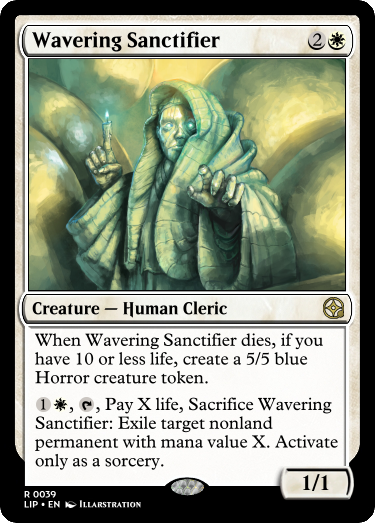 Wavering Sanctifier 2
Creature — Human Cleric
When Wavering Sanctifier dies, if you
have 10 or less life, create a 5/5 blue
Horror creature token.
1 , , Pay X life, Sacrifice Wavering
Sanctifier: Exile target nonland
permanent with mana value X. Activate
only as a sorcery.
1/1
R 0039
LIP • EN Illarstration